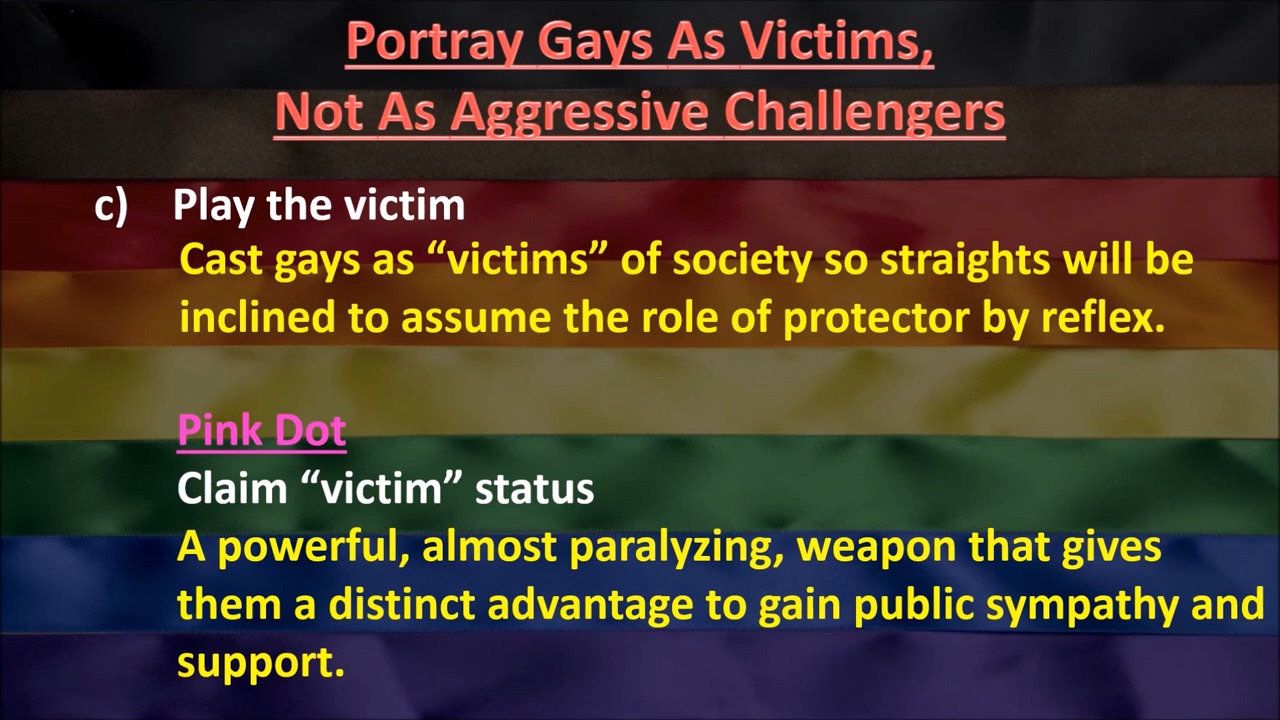 Portray Gays As Victims,
Not As Aggressive Challengers
c) Play the victim
Cast gays as “victims” of society so straights will be
inclined to assume the role of protector by reflex.
Pink Dot
Claim “victim” status
A powerful, almost paralyzing, weapon that gives
them a distinct advantage to gain public sympathy and
support.